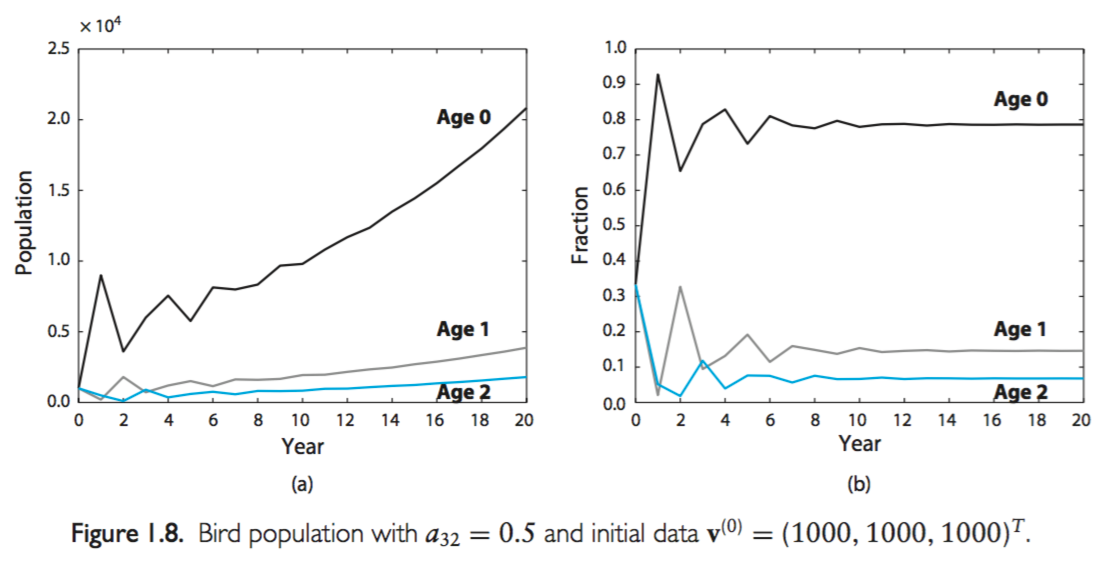 × 10⁴
2.5
2.0
1.5
1.0
0.5
0.0
Population
Age 0
Age 1
Age 2
0 2 4 6 8 10 12 14 16 18 20
Year
(a)
1.0
0.9
0.8
0.7
0.6
0.5
0.4
0.3
0.2
0.1
0.0
Fraction
Age 0
Age 1
Age 2
0 2 4 6 8 10 12 14 16 18 20
Year
(b)
Figure 1.8. Bird population with a₃₂ = 0.5 and initial data v⁽⁰⁾ = (1000, 1000, 1000)ᵀ.